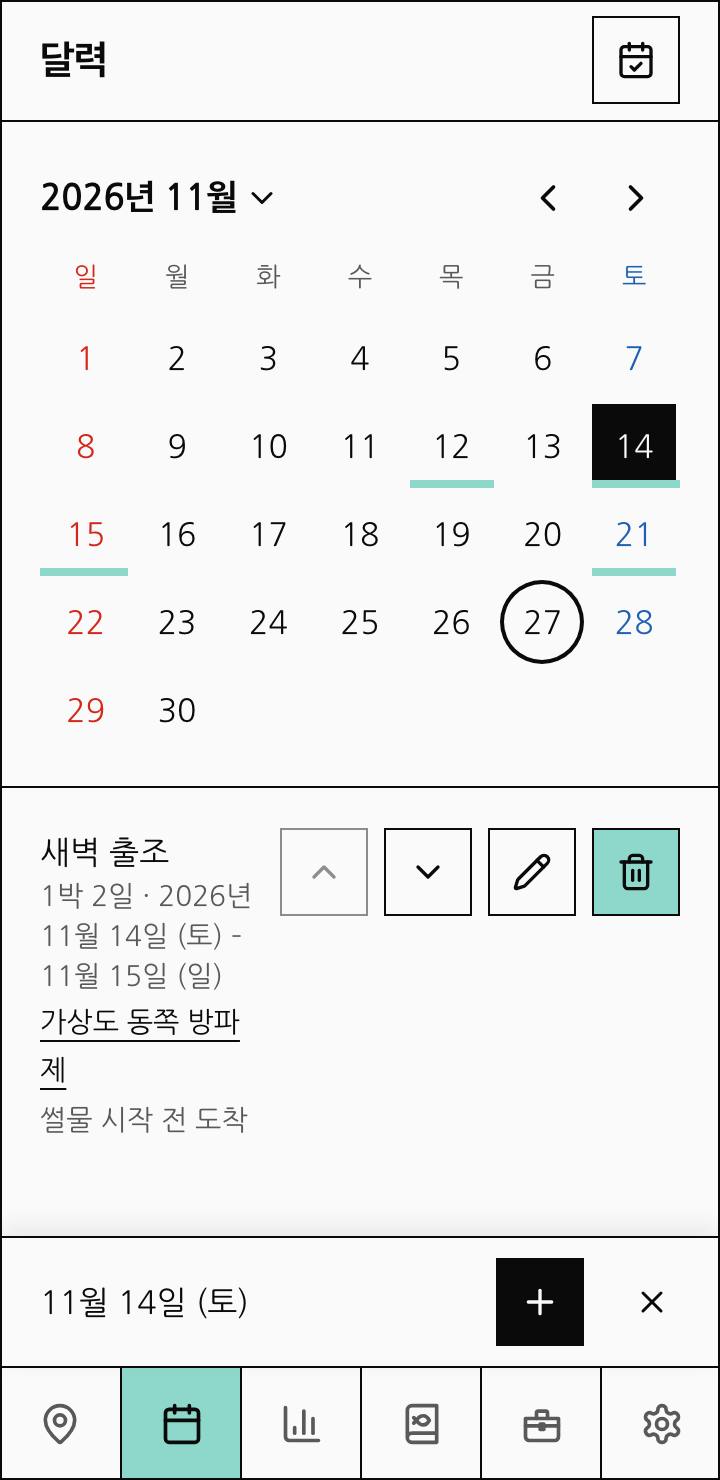 달력
2026년 11월
일 월 화 수 목 금 토
1 2 3 4 5 6 7
8 9 10 11 12 13 14
15 16 17 18 19 20 21
22 23 24 25 26 27 28
29 30
새벽 출조
1박 2일 · 2026년
11월 14일 (토) -
11월 15일 (일)
가상도 동쪽 방파
제
썰물 시작 전 도착
11월 14일 (토)